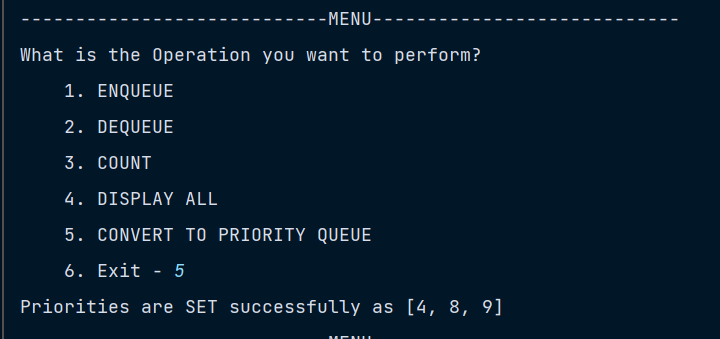 ----------------------------MENU----------------------------
What is the Operation you want to perform?
1. ENQUEUE
2. DEQUEUE
3. COUNT
4. DISPLAY ALL
5. CONVERT TO PRIORITY QUEUE
6. Exit - 5
Priorities are SET successfully as [4, 8, 9]
MENU